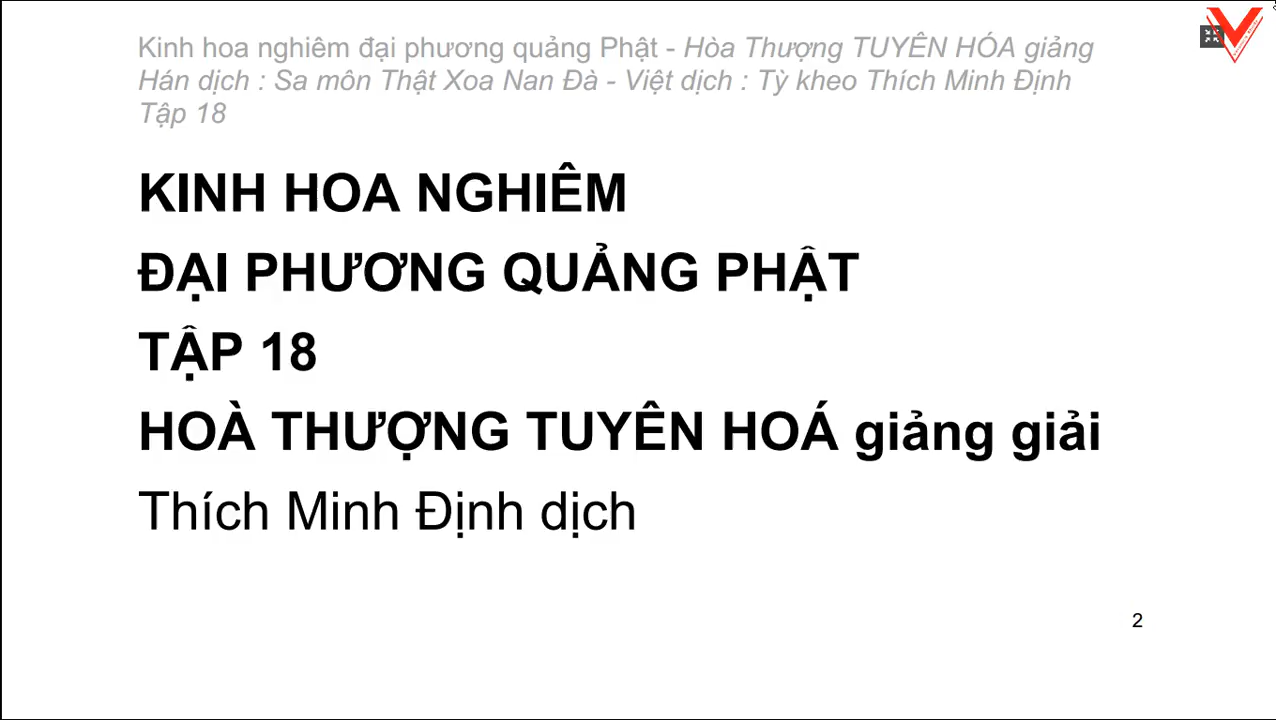 Kinh hoa nghiêm đại phương quảng Phật - Hòa Thượng TUYÊN HÓA giảng
Hán dịch : Sa môn Thật Xoa Nan Đà - Việt dịch : Tỳ kheo Thích Minh Định
Tập 18
KINH HOA NGHIÊM
ĐẠI PHƯƠNG QUẢNG PHẬT
TẬP 18
HOÀ THƯỢNG TUYÊN HOÁ giảng giải
Thích Minh Định dịch
2